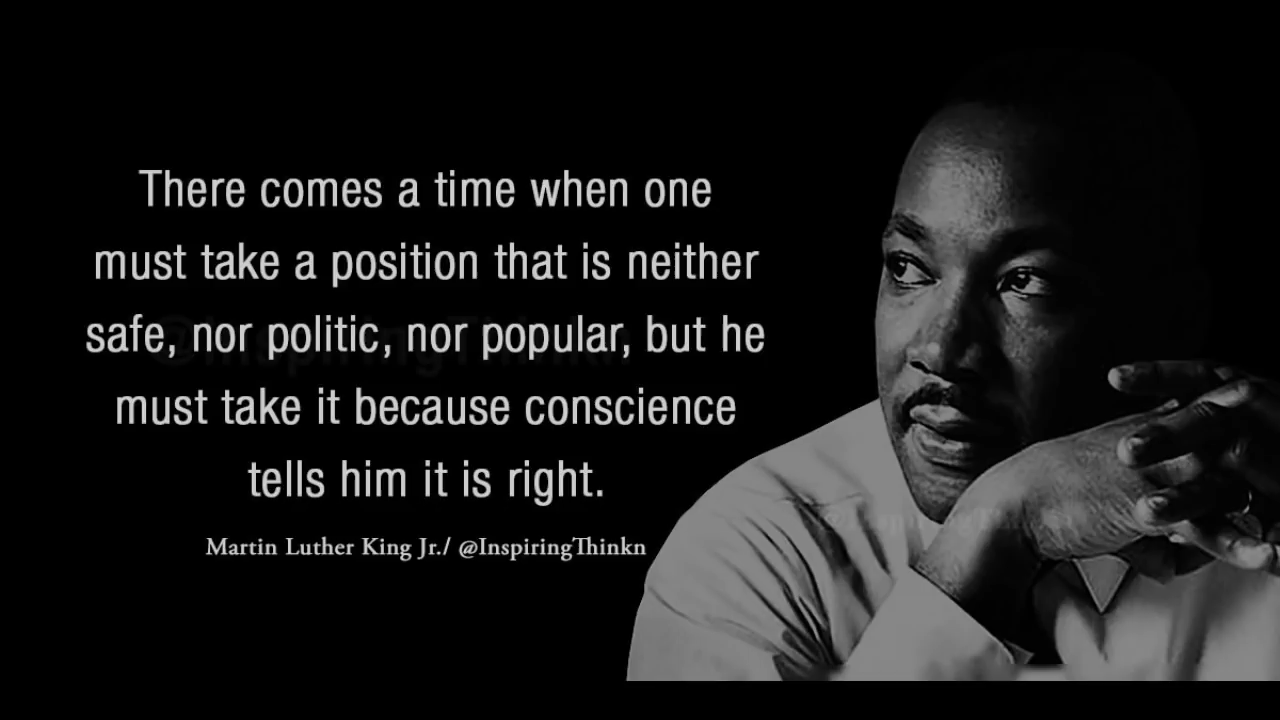 There comes a time when one
must take a position that is neither
safe, nor politic, nor popular, but he
must take it because conscience
tells him it is right.
Martin Luther King Jr./ @InspiringThinkn
@InspiringThinkn